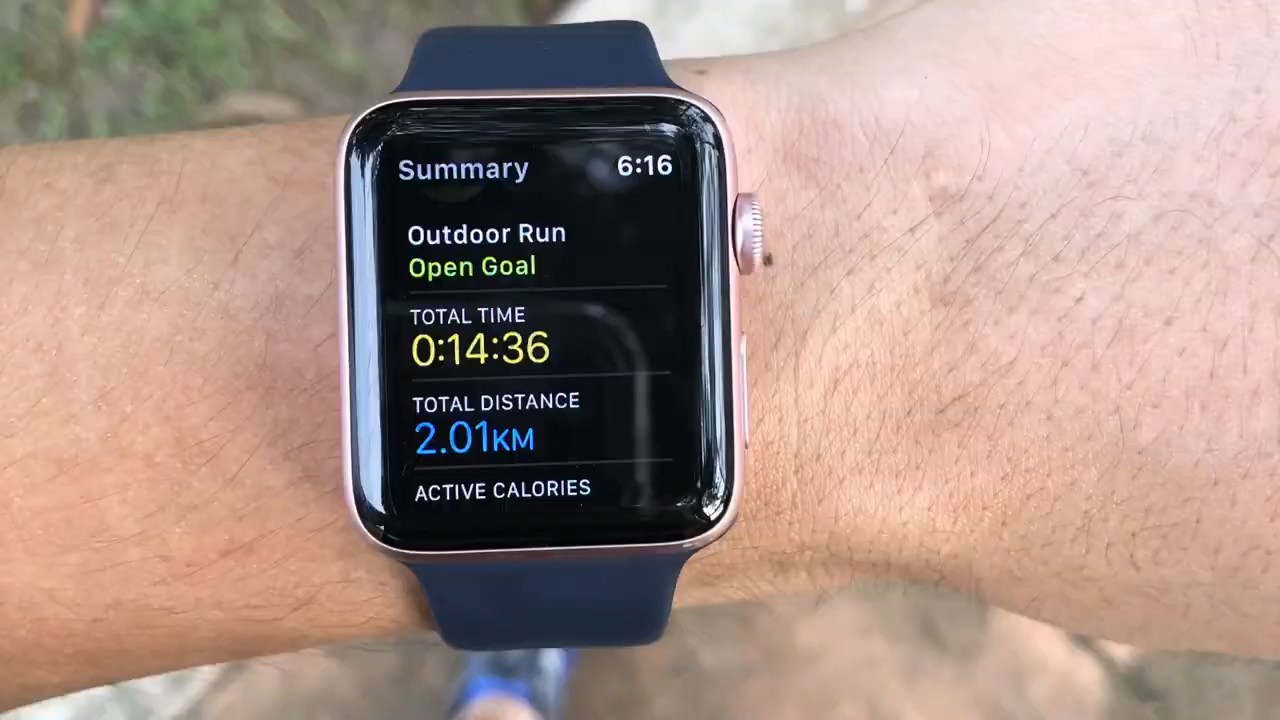 Summary 6:16
Outdoor Run
Open Goal
TOTAL TIME
0:14:36
TOTAL DISTANCE
2.01KM
ACTIVE CALORIES